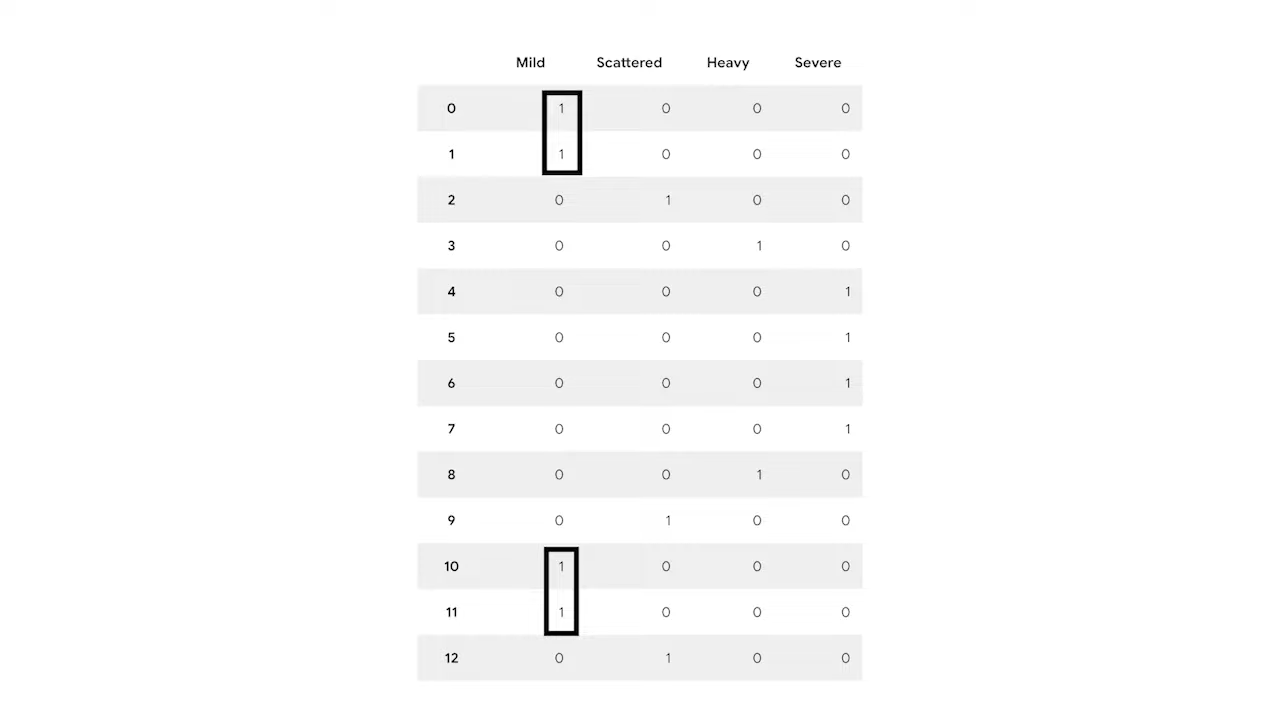 Mild Scattered Heavy Severe
0 1 0 0 0
1 1 0 0 0
2 0 1 0 0
3 0 0 1 0
4 0 0 0 1
5 0 0 0 1
6 0 0 0 1
7 0 0 0 1
8 0 0 1 0
9 0 1 0 0
10 1 0 0 0
11 1 0 0 0
12 0 1 0 0